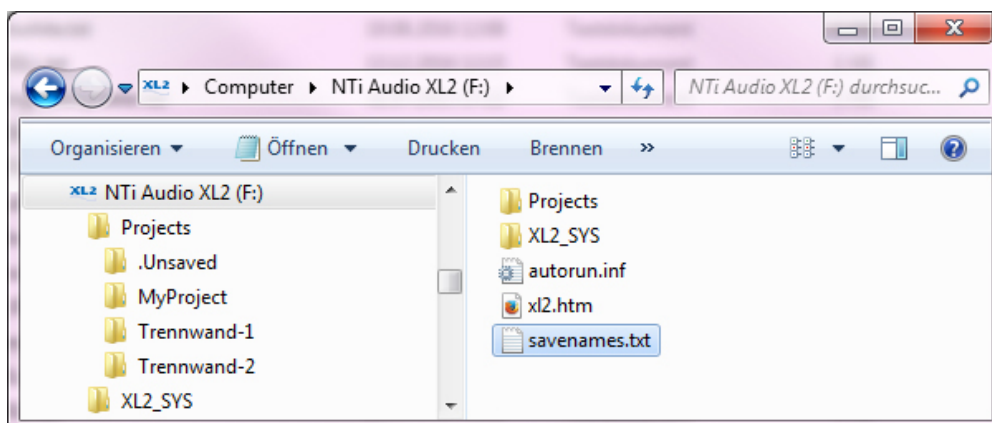 XL2 Computer NTi Audio XL2 (F:) NTi Audio XL2 (F:) durchsuc...
Organisieren Öffnen Drucken Brennen »
XL2 NTi Audio XL2 (F:)
Projects
.Unsaved
MyProject
Trennwand-1
Trennwand-2
XL2_SYS
Projects
XL2_SYS
autorun.inf
xl2.htm
savenames.txt